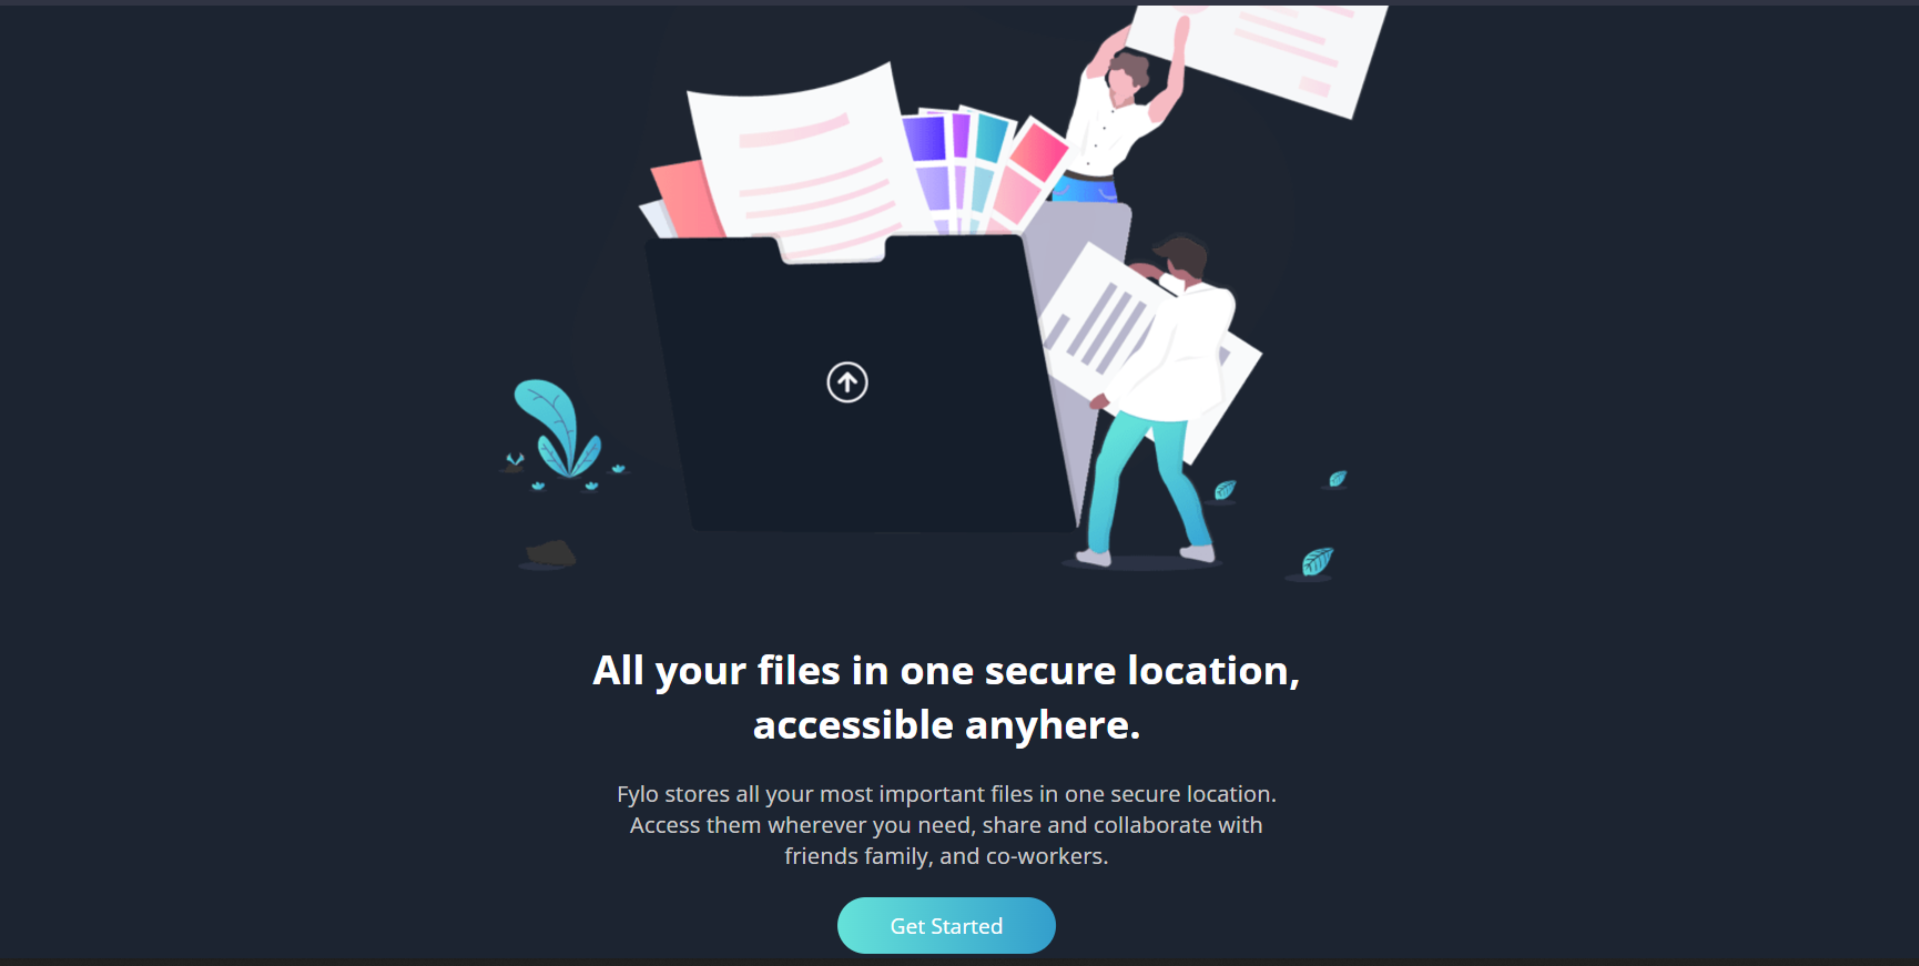 All your files in one secure location,
accessible anyhere.
Fylo stores all your most important files in one secure location.
Access them wherever you need, share and collaborate with
friends family, and co-workers.
Get Started